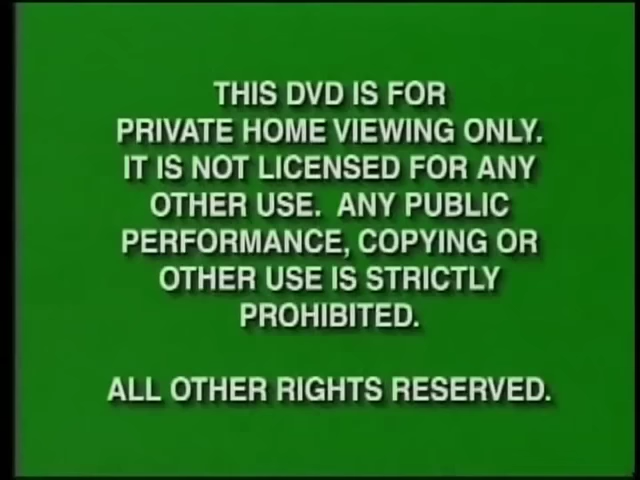 THIS DVD IS FOR
PRIVATE HOME VIEWING ONLY.
IT IS NOT LICENSED FOR ANY
OTHER USE.  ANY PUBLIC
PERFORMANCE, COPYING OR
OTHER USE IS STRICTLY
PROHIBITED.
ALL OTHER RIGHTS RESERVED.